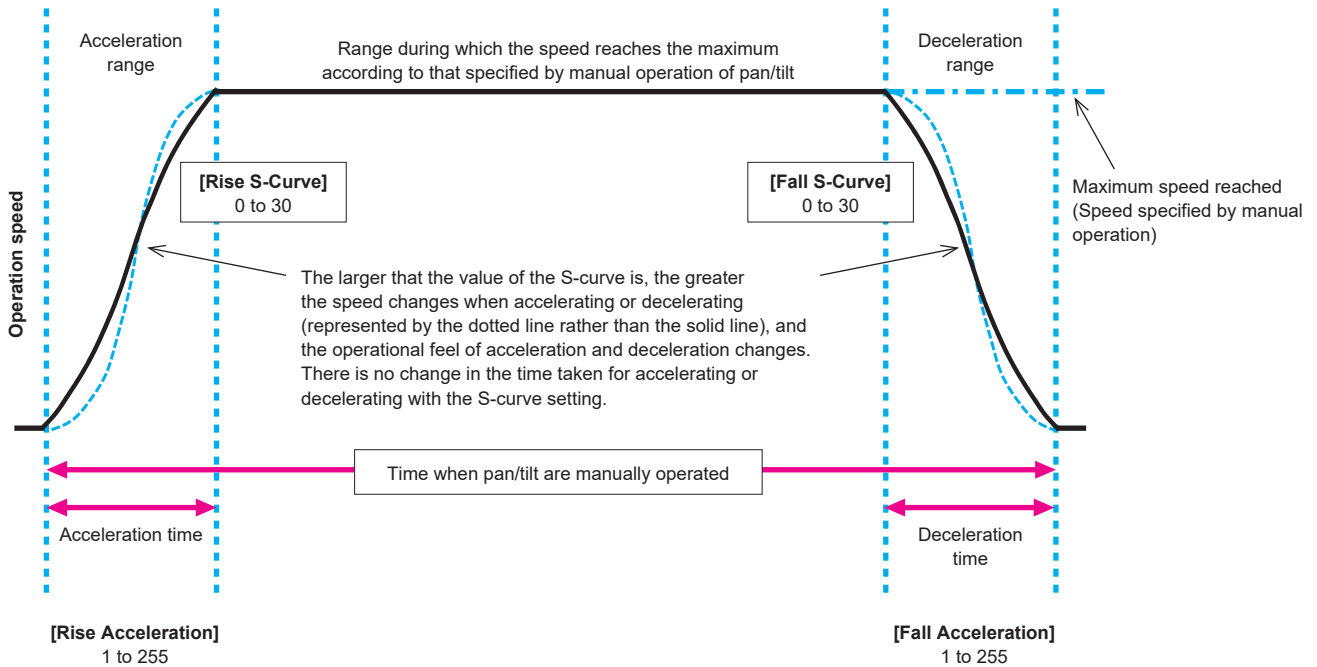 Acceleration
range
Range during which the speed reaches the maximum
according to that specified by manual operation of pan/tilt
Deceleration
range
[Rise S-Curve]
0 to 30
[Fall S-Curve]
0 to 30
Maximum speed reached
(Speed specified by manual
operation)
Operation speed
The larger that the value of the S-curve is, the greater
the speed changes when accelerating or decelerating
(represented by the dotted line rather than the solid line), and
the operational feel of acceleration and deceleration changes.
There is no change in the time taken for accelerating or
decelerating with the S-curve setting.
Time when pan/tilt are manually operated
Acceleration time
Deceleration
time
[Rise Acceleration]
1 to 255
[Fall Acceleration]
1 to 255